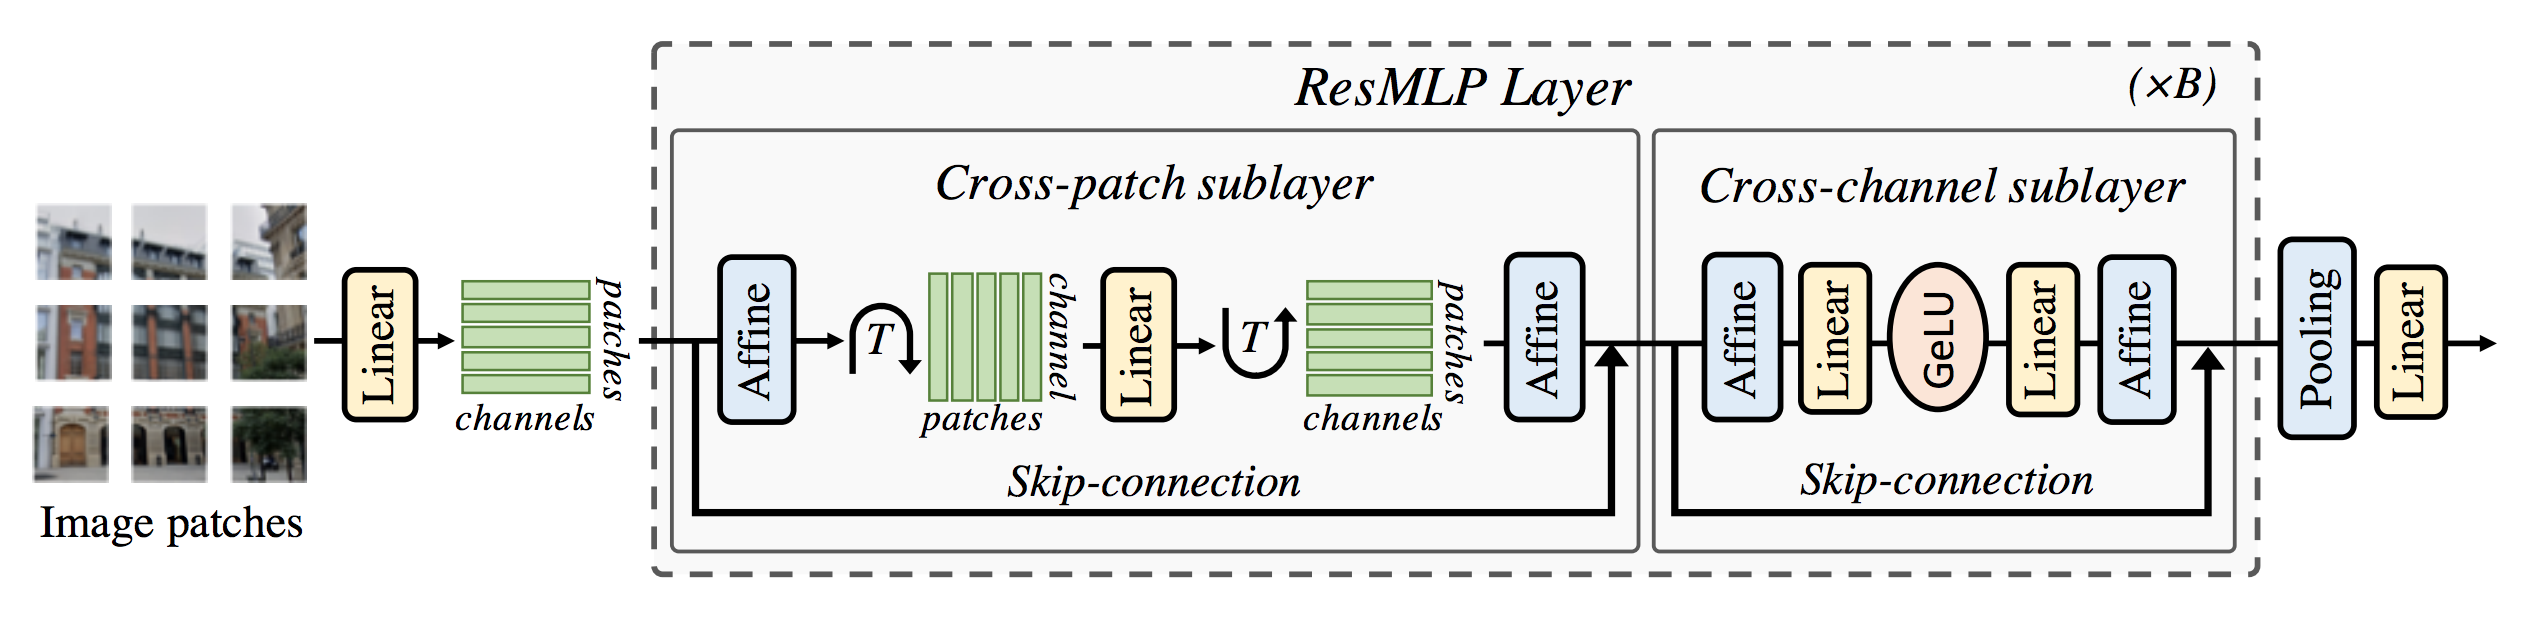 ResMLP Layer
(×B)
Cross-patch sublayer
Cross-channel sublayer
Image patches
Linear
channels
patches
Affine
T
patches
channel
Linear
T
channels
patches
Affine
Skip-connection
Affine
Linear
GeLU
Linear
Affine
Skip-connection
Pooling
Linear